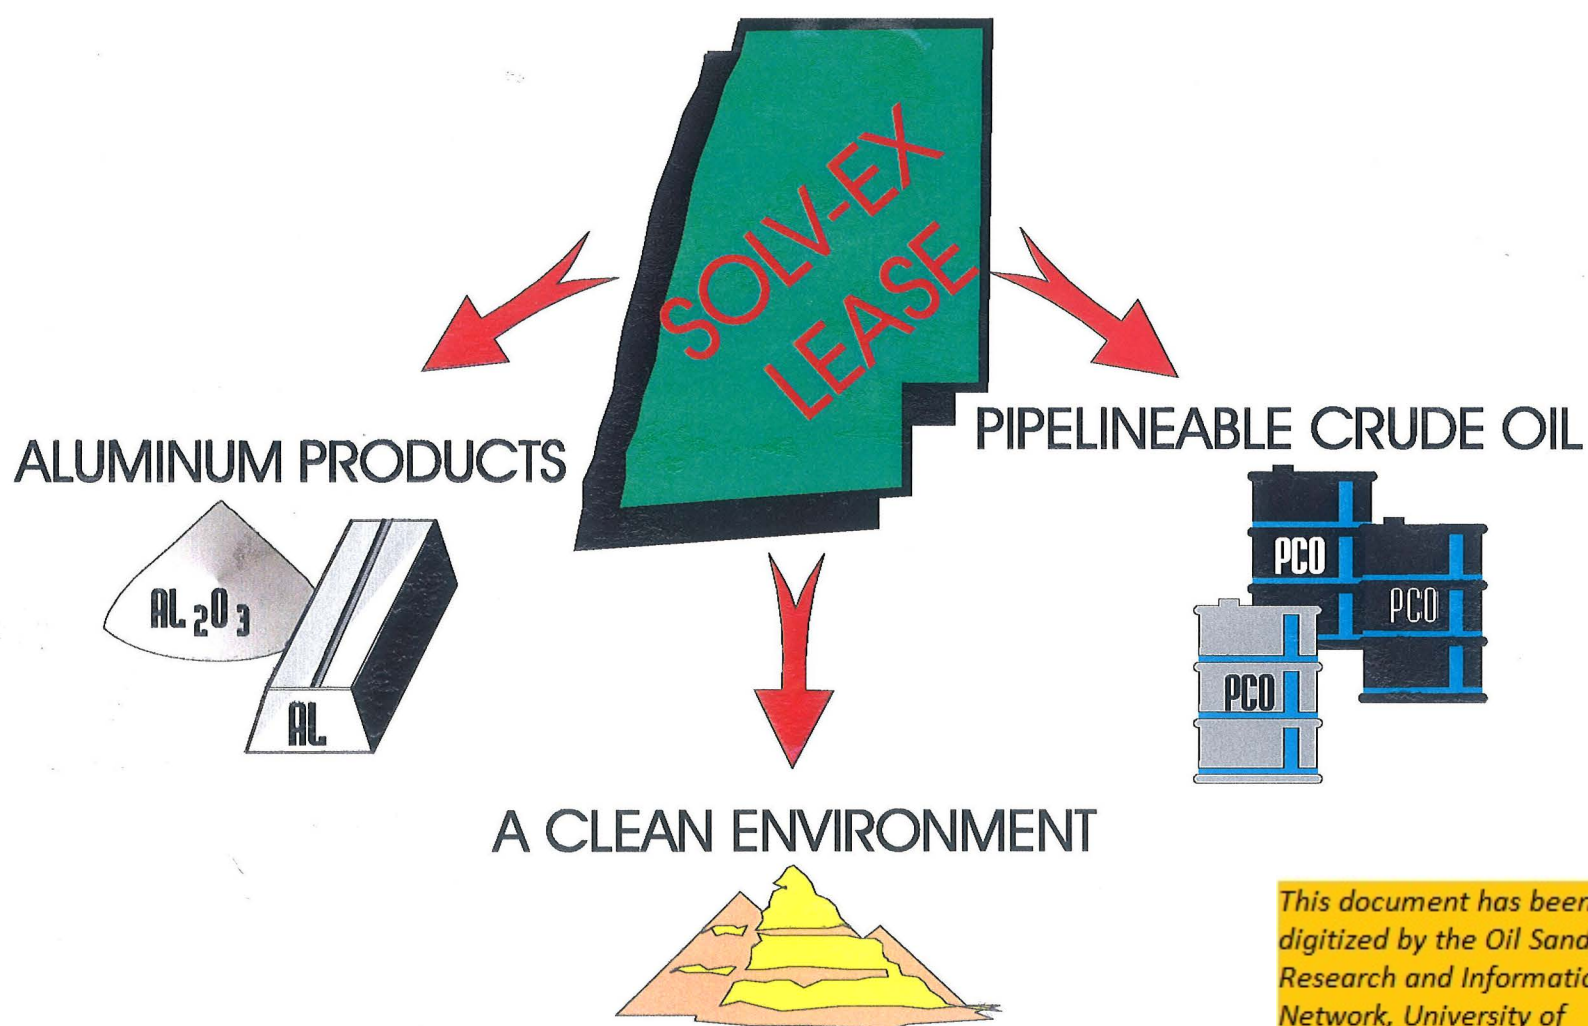 SOLV-EX
LEASE
ALUMINUM PRODUCTS
PIPELINEABLE CRUDE OIL
AL2O3
AL
PCO
PCO
PCO
A CLEAN ENVIRONMENT
This document has been
digitized by the Oil Sand
Research and Informatio
Network, University of